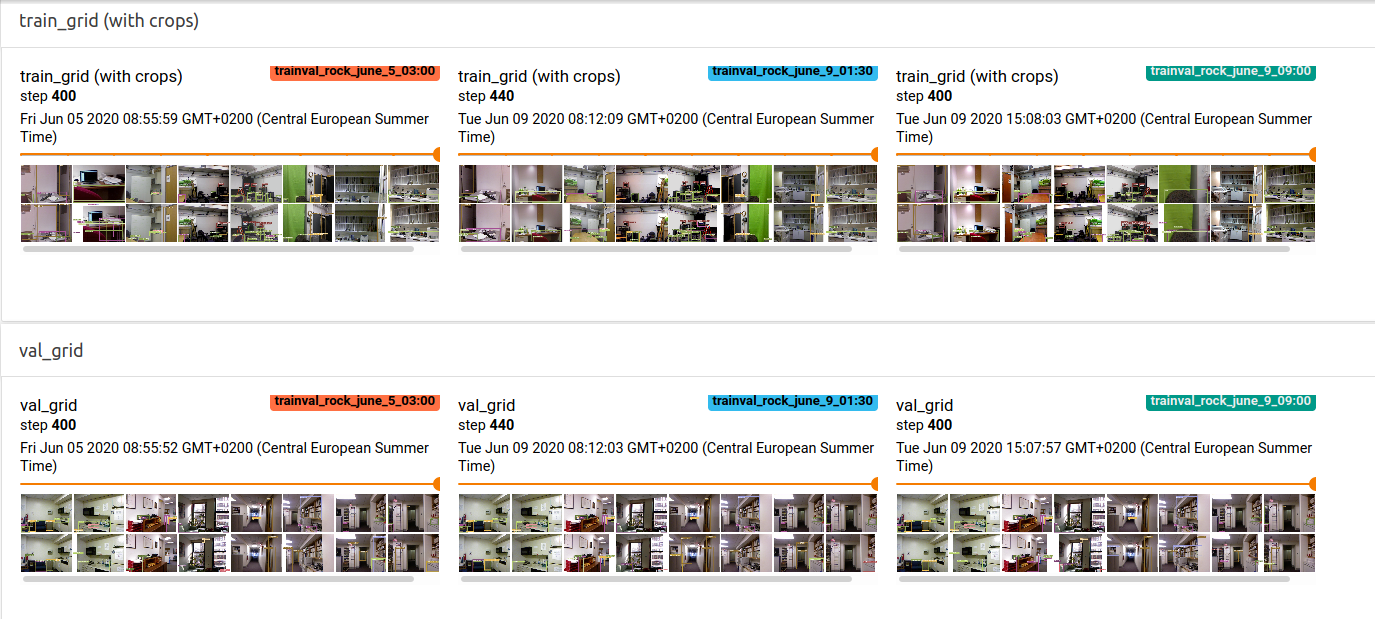 train_grid (with crops)
train_grid (with crops)
trainval_rock_june_5_03:00
step 400
Fri Jun 05 2020 08:55:59 GMT+0200 (Central European Summer
Time)
train_grid (with crops)
trainval_rock_june_9_01:30
step 440
Tue Jun 09 2020 08:12:09 GMT+0200 (Central European Summer
Time)
train_grid (with crops)
trainval_rock_june_9_09:00
step 400
Tue Jun 09 2020 15:08:03 GMT+0200 (Central European Summer
Time)
val_grid
val_grid
trainval_rock_june_5_03:00
step 400
Fri Jun 05 2020 08:55:52 GMT+0200 (Central European Summer
Time)
val_grid
trainval_rock_june_9_01:30
step 440
Tue Jun 09 2020 08:12:03 GMT+0200 (Central European Summer
Time)
val_grid
trainval_rock_june_9_09:00
step 400
Tue Jun 09 2020 15:07:57 GMT+0200 (Central European Summer
Time)